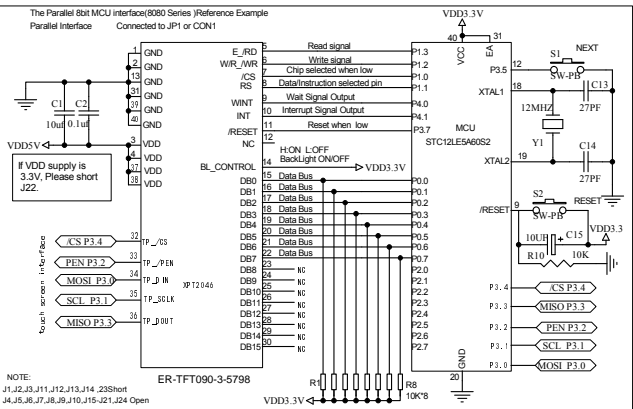 The Parallel 8bit MCU interface(8080 Series )Reference Example
Parallel Interface Connected to JP1 or CON1
VDD3.3V
1 GND
2 GND
13 GND
31 GND
39 GND
40 GND
3 VDD
4 VDD
37 VDD
38 VDD
C1 C2
10uf 0.1uf
VDD5V
If VDD supply is
3.3V, Please short
J22.
E_/RD 5 Read signal P1.3
W/R_/WR 6 Write signal P1.2
/CS 7 Chip selected when low P1.0
RS 8 Data/Instruction selected pin P1.1
WINT 9 Wait Signal Output P4.0
INT 10 Interrupt Signal Output P4.1
/RESET 11 Reset when low P3.7
NC 12
H:ON L:OFF
BL_CONTROL 14 BackLight ON/OFF VDD3.3V
DB0 15 Data Bus P0.0
DB1 16 Data Bus P0.1
DB2 17 Data Bus P0.2
DB3 18 Data Bus P0.3
DB4 19 Data Bus P0.4
DB5 20 Data Bus P0.5
DB6 21 Data Bus P0.6
DB7 22 Data Bus P0.7
DB8 23 NC P2.0
DB9 24 NC P2.1
DB10 25 NC P2.2
DB11 26 NC P2.3
DB12 27 NC P2.4
DB13 28 NC P2.5
DB14 29 NC P2.6
DB15 30 NC P2.7
touch screen interface
/CS P3.4 32 TP_/CS
PEN P3.2 33 TP_/PEN
MOSI P3.0 34 TP_DIN
SCL P3.1 35 TP_SCLK
MISO P3.3 36 TP_DOUT
XPT2046
ER-TFT090-3-5798
R1 R8
10K*8
VDD3.3V
40 VCC
31 EA
MCU
STC12LE5A60S2
20 GND
P3.5 12
S1 NEXT
SW-PB
XTAL1 18
C13
27PF
12MHZ
Y1
XTAL2 19
C14
27PF
S2 RESET
/RESET 9
SW-PB
VDD3.3
10UF + C15
R10 10K
P3.4 /CS P3.4
P3.3 MISO P3.3
P3.2 PEN P3.2
P3.1 SCL P3.1
P3.0 MOSI P3.0
NOTE:
J1,J2,J3,J11,J12,J13,J14 ,23Short
J4,J5,J6,J7,J8,J9,J10,J15-J21,J24 Open